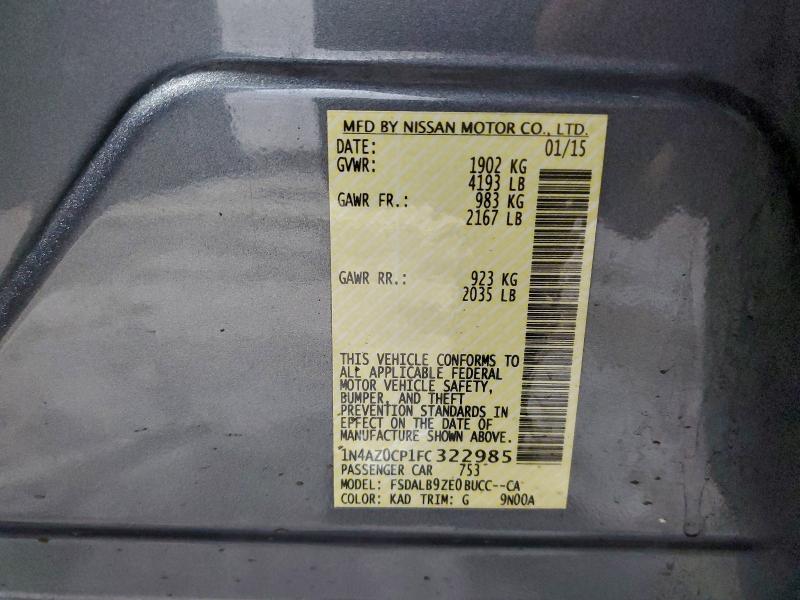 MFD BY NISSAN MOTOR CO., LTD.
DATE: 01/15
GVWR: 1902 KG
4193 LB
GAWR FR.: 983 KG
2167 LB
GAWR RR.: 923 KG
2035 LB
THIS VEHICLE CONFORMS TO
ALL APPLICABLE FEDERAL
MOTOR VEHICLE SAFETY,
BUMPER, AND THEFT
PREVENTION STANDARDS IN
EFFECT ON THE DATE OF
MANUFACTURE SHOWN ABOVE.
1N4AZ0CP1FC322985
PASSENGER CAR 753
MODEL: FSDALB9ZE0BUCC--CA
COLOR: KAD TRIM: G 9N00A